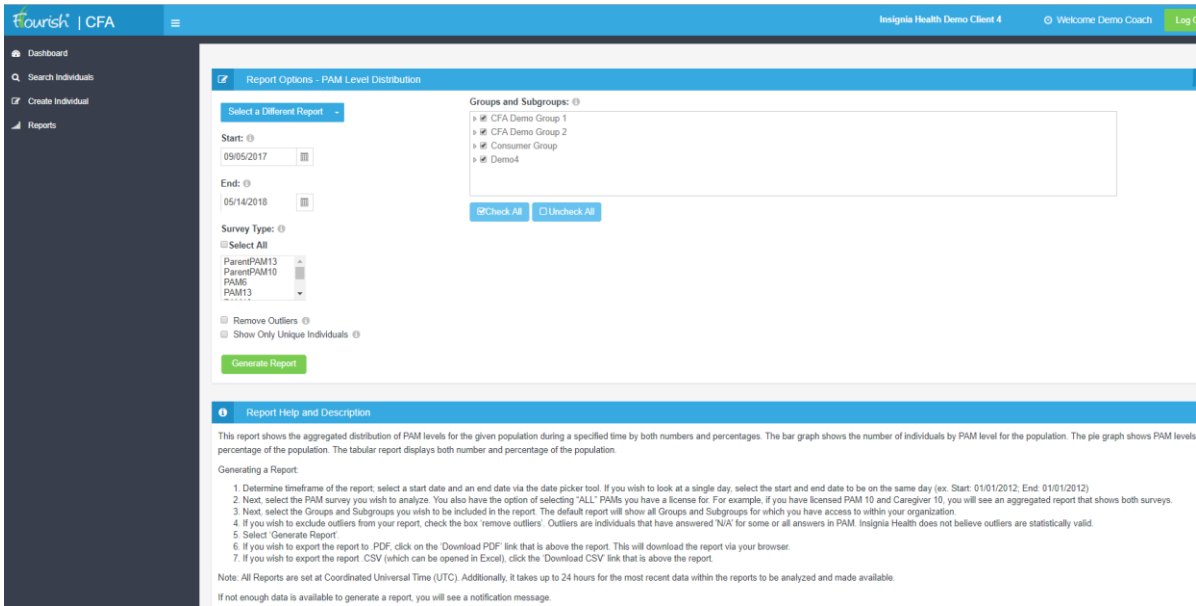 Flourish | CFA
Insignia Health Demo Client 4
Welcome Demo Coach
Log
Dashboard
Search Individuals
Create Individual
Reports
Report Options - PAM Level Distribution
Select a Different Report -
Groups and Subgroups:
CFA Demo Group 1
CFA Demo Group 2
Consumer Group
Demo4
Check All
Uncheck All
Start:
09/05/2017
End:
05/14/2018
Survey Type:
Select All
ParentPAM13
ParentPAM10
PAM6
PAM13
Remove Outliers
Show Only Unique Individuals
Generate Report
Report Help and Description
This report shows the aggregated distribution of PAM levels for the given population during a specified time by both numbers and percentages. The bar graph shows the number of individuals by PAM level for the population. The pie graph shows PAM levels
percentage of the population. The tabular report displays both number and percentage of the population.
Generating a Report:
1. Determine timeframe of the report; select a start date and an end date via the date picker tool. If you wish to look at a single day, select the start and end date to be on the same day (ex. Start: 01/01/2012; End: 01/01/2012)
2. Next, select the PAM survey you wish to analyze. You also have the option of selecting "ALL" PAMs you have a license for. For example, if you have licensed PAM 10 and Caregiver 10, you will see an aggregated report that shows both surveys.
3. Next, select the Groups and Subgroups you wish to be included in the report. The default report will show all Groups and Subgroups for which you have access to within your organization.
4. If you wish to exclude outliers from your report, check the box 'remove outliers'. Outliers are individuals that have answered 'N/A' for some or all answers in PAM. Insignia Health does not believe outliers are statistically valid.
5. Select 'Generate Report'.
6. If you wish to export the report to .PDF, click on the 'Download PDF' link that is above the report. This will download the report via your browser.
7. If you wish to export the report .CSV (which can be opened in Excel), click the 'Download CSV' link that is above the report.
Note: All Reports are set at Coordinated Universal Time (UTC). Additionally, it takes up to 24 hours for the most recent data within the reports to be analyzed and made available.
If not enough data is available to generate a report, you will see a notification message.